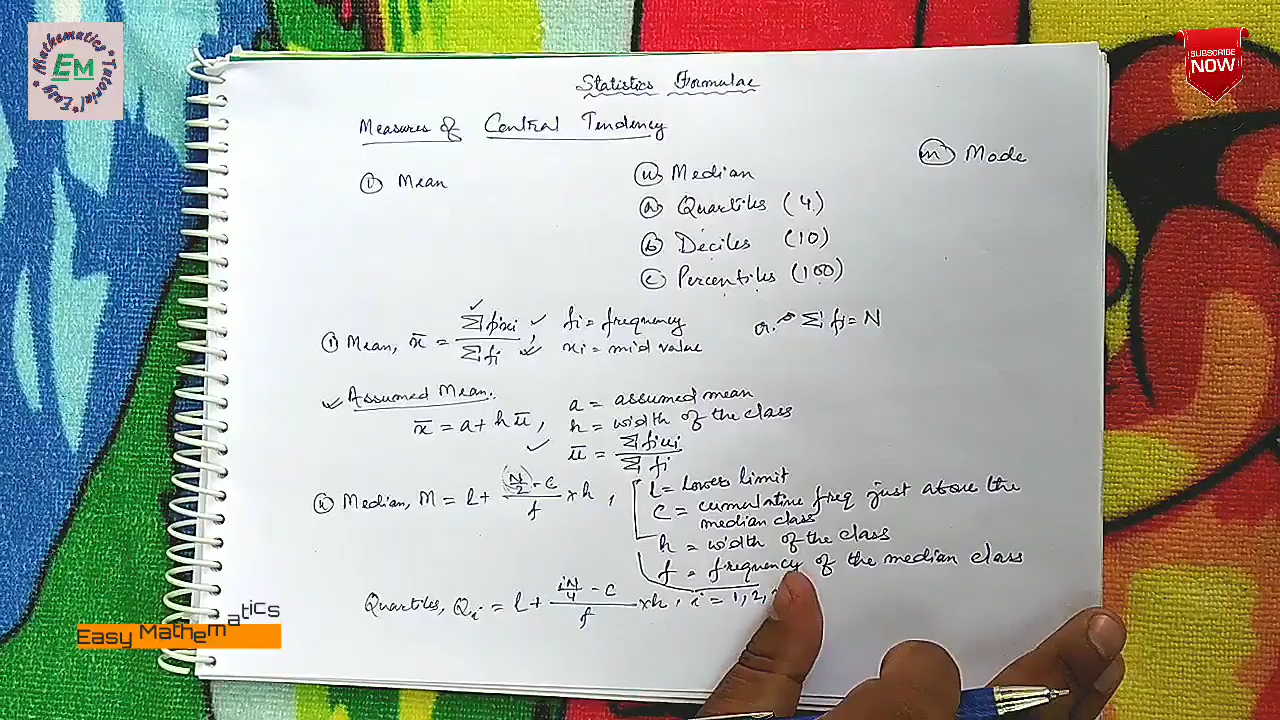 Mathematics
Easy
Tutorial
EM
SUBSCRIBE
NOW
Statistics Formulae
Measures of Central Tendency
(i) Mean
(ii) Median
(iii) Mode
(a) Quartiles (4)
(b) Deciles (10)
(c) Percentiles (100)
(i) Mean, x̄ = Σfixi / Σfi , fi = frequency or Σfi = N
xi = mid value
Assumed Mean.
x̄ = a + hū, a = assumed mean
h = width of the class
ū = Σfiui / Σfi
(ii) Median, M = l + ((N/2) - C)/f × h , l = lower limit
C = cumulative freq just above the
median class
h = width of the class
f = frequency of the median class
Quartiles, Qi = l + (iN/4 - C)/f × h, i = 1, 2,
Easy Mathematics